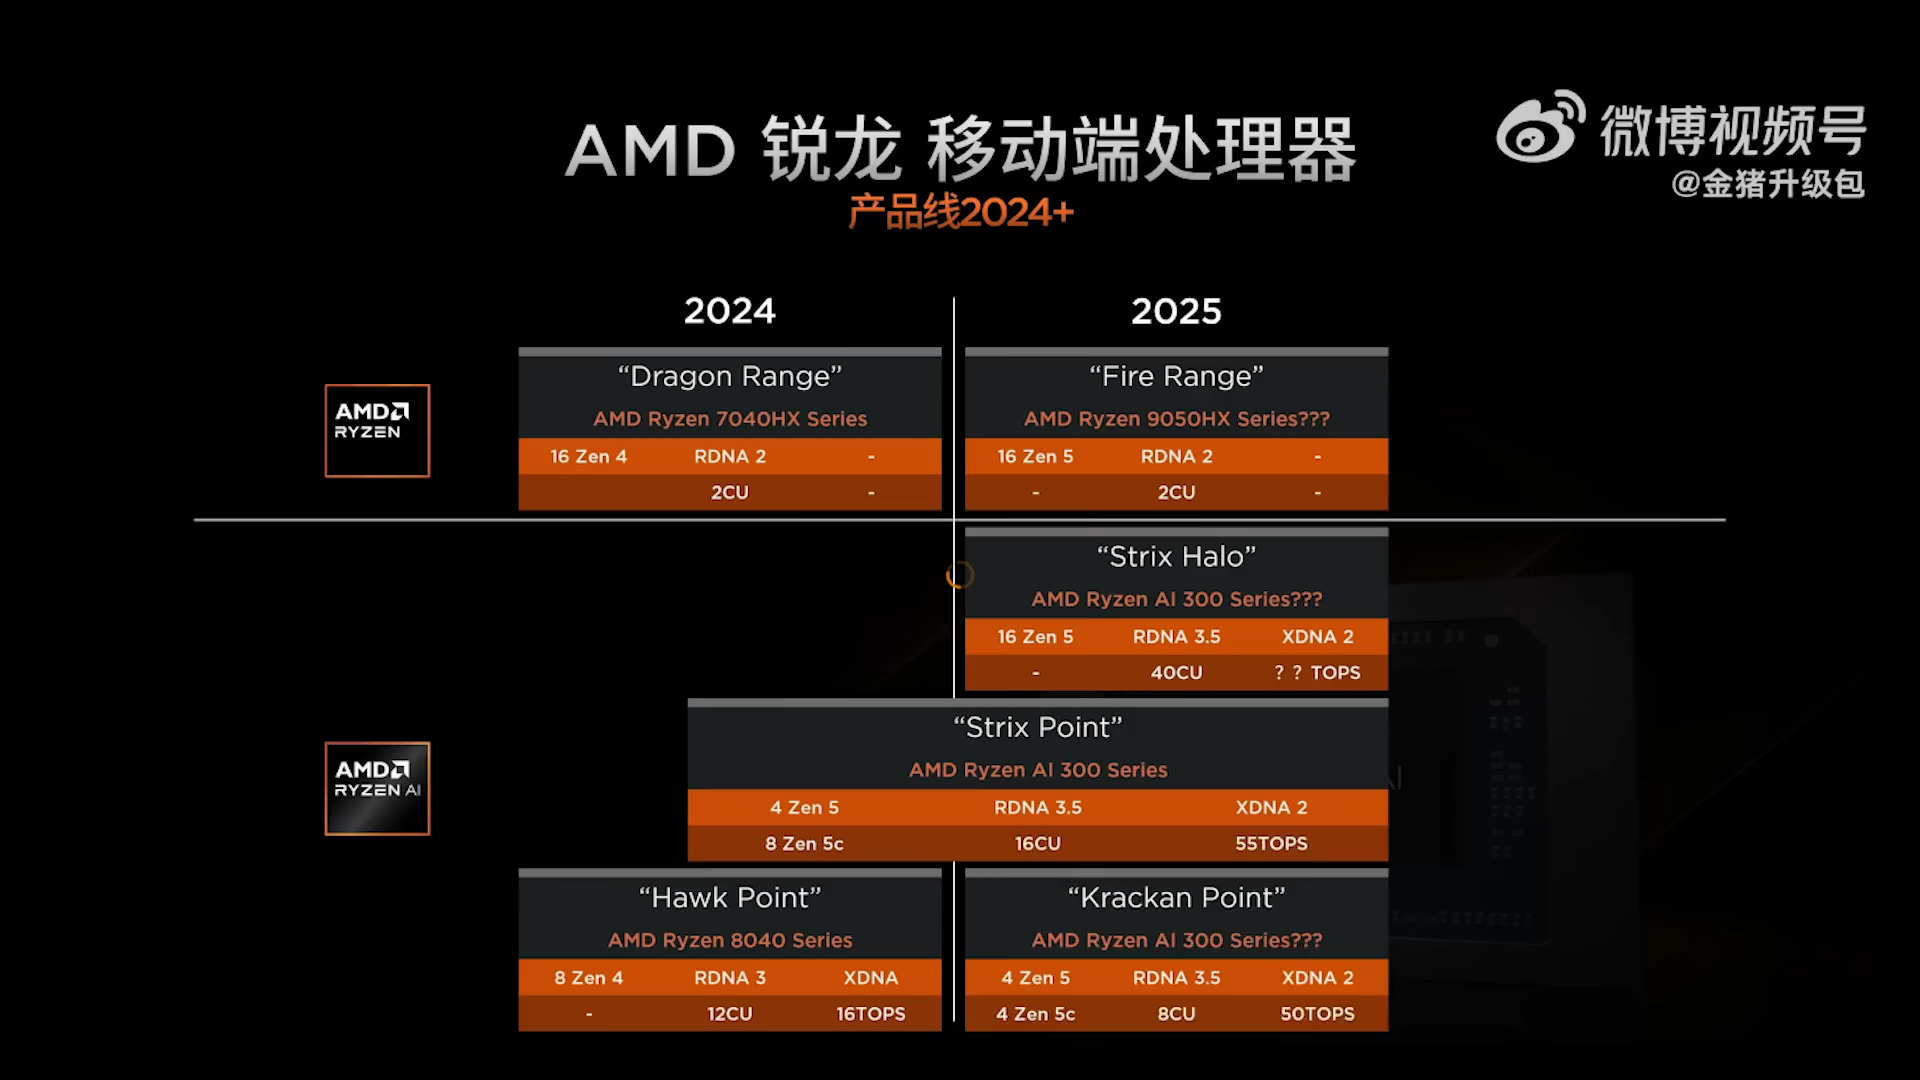 微博视频号
@金猪升级包
AMD 锐龙 移动端处理器
产品线2024+
2024
2025
AMD
RYZEN
“Dragon Range”
AMD Ryzen 7040HX Series
16 Zen 4 RDNA 2 -
2CU -
“Fire Range”
AMD Ryzen 9050HX Series???
16 Zen 5 RDNA 2 -
- 2CU -
“Strix Halo”
AMD Ryzen AI 300 Series???
16 Zen 5 RDNA 3.5 XDNA 2
- 40CU ? ? TOPS
AMD
RYZEN AI
“Strix Point”
AMD Ryzen AI 300 Series
4 Zen 5 RDNA 3.5 XDNA 2
8 Zen 5c 16CU 55TOPS
“Hawk Point”
AMD Ryzen 8040 Series
8 Zen 4 RDNA 3 XDNA
- 12CU 16TOPS
“Krackan Point”
AMD Ryzen AI 300 Series???
4 Zen 5 RDNA 3.5 XDNA 2
4 Zen 5c 8CU 50TOPS